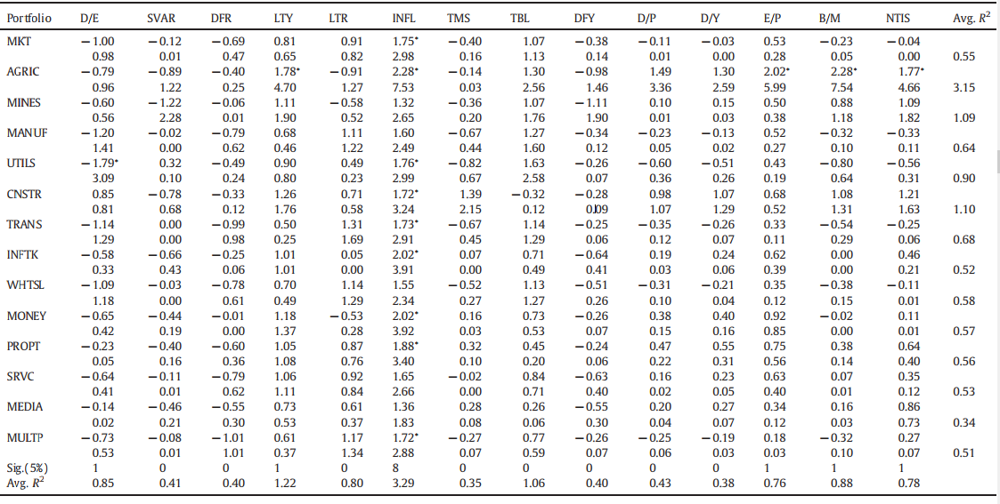 Portfolio D/E SVAR DFR LTY LTR INFL TMS TBL DFY D/P D/Y E/P B/M NTIS Avg. R²
MKT −1.00 −0.12 −0.69 0.81 0.91 1.75* −0.40 1.07 −0.38 −0.11 −0.03 0.53 −0.23 −0.04
0.98 0.01 0.47 0.65 0.82 2.98 0.16 1.13 0.14 0.01 0.00 0.28 0.05 0.00 0.55
AGRIC −0.79 −0.89 −0.40 1.78* −0.91 2.28* −0.14 1.30 −0.98 1.49 1.30 2.02* 2.28* 1.77*
0.96 1.22 0.25 4.70 1.27 7.53 0.03 2.56 1.46 3.36 2.59 5.99 7.54 4.66 3.15
MINES −0.60 −1.22 −0.06 1.11 −0.58 1.32 −0.36 1.07 −1.11 0.10 0.15 0.50 0.88 1.09
0.56 2.28 0.01 1.90 0.52 2.65 0.20 1.76 1.90 0.01 0.03 0.38 1.18 1.82 1.09
MANUF −1.20 −0.02 −0.79 0.68 1.11 1.60 −0.67 1.27 −0.34 −0.23 −0.13 0.52 −0.32 −0.33
1.41 0.00 0.62 0.46 1.22 2.49 0.44 1.60 0.12 0.05 0.02 0.27 0.10 0.11 0.64
UTILS −1.79* 0.32 −0.49 0.90 0.49 1.76* −0.82 1.63 −0.26 −0.60 −0.51 0.43 −0.80 −0.56
3.09 0.10 0.24 0.80 0.23 2.99 0.67 2.58 0.07 0.36 0.26 0.19 0.64 0.31 0.90
CNSTR 0.85 −0.78 −0.33 1.26 0.71 1.72* 1.39 −0.32 −0.28 0.98 1.07 0.68 1.08 1.21
0.81 0.68 0.12 1.76 0.58 3.24 2.15 0.12 0.09 1.07 1.29 0.52 1.31 1.63 1.10
TRANS −1.14 0.00 −0.99 0.50 1.31 1.73* −0.67 1.14 −0.25 −0.35 −0.26 0.33 −0.54 −0.25
1.29 0.00 0.98 0.25 1.69 2.91 0.45 1.29 0.06 0.12 0.07 0.11 0.29 0.06 0.68
INFTK −0.58 −0.66 −0.25 1.01 0.05 2.02* 0.07 0.71 −0.64 0.19 0.24 0.62 0.00 0.46
0.33 0.43 0.06 1.01 0.00 3.91 0.00 0.49 0.41 0.03 0.06 0.39 0.00 0.21 0.52
WHTSL −1.09 −0.03 −0.78 0.70 1.14 1.55 −0.52 1.13 −0.51 −0.31 −0.21 0.35 −0.38 −0.11
1.18 0.00 0.61 0.49 1.29 2.34 0.27 1.27 0.26 0.10 0.04 0.12 0.15 0.01 0.58
MONEY −0.65 −0.44 −0.01 1.18 −0.53 2.02* 0.16 0.73 −0.26 0.38 0.40 0.92 −0.02 0.11
0.42 0.19 0.00 1.37 0.28 3.92 0.03 0.53 0.07 0.15 0.16 0.85 0.00 0.01 0.57
PROPT −0.23 −0.40 −0.60 1.05 0.87 1.88* 0.32 0.45 −0.24 0.47 0.55 0.75 0.38 0.64
0.05 0.16 0.36 1.08 0.76 3.40 0.10 0.20 0.06 0.22 0.31 0.56 0.14 0.40 0.56
SRVC −0.64 −0.11 −0.79 1.06 0.92 1.65 −0.02 0.84 −0.63 0.16 0.23 0.63 0.07 0.35
0.41 0.01 0.62 1.11 0.84 2.66 0.00 0.71 0.40 0.02 0.05 0.40 0.01 0.12 0.53
MEDIA −0.14 −0.46 −0.55 0.73 0.61 1.36 0.28 0.26 −0.55 0.20 0.27 0.34 0.16 0.86
0.02 0.21 0.30 0.53 0.37 1.83 0.08 0.06 0.30 0.04 0.07 0.12 0.03 0.73 0.34
MULTP −0.73 −0.08 −1.01 0.61 1.17 1.72* −0.27 0.77 −0.26 −0.25 −0.19 0.18 −0.32 0.27
0.53 0.01 1.01 0.37 1.34 2.88 0.07 0.59 0.07 0.06 0.03 0.03 0.10 0.07 0.51
Sig.(5%) 1 0 0 1 0 8 0 0 0 0 0 1 1 1
Avg. R² 0.85 0.41 0.40 1.22 0.80 3.29 0.35 1.06 0.40 0.43 0.38 0.76 0.88 0.78